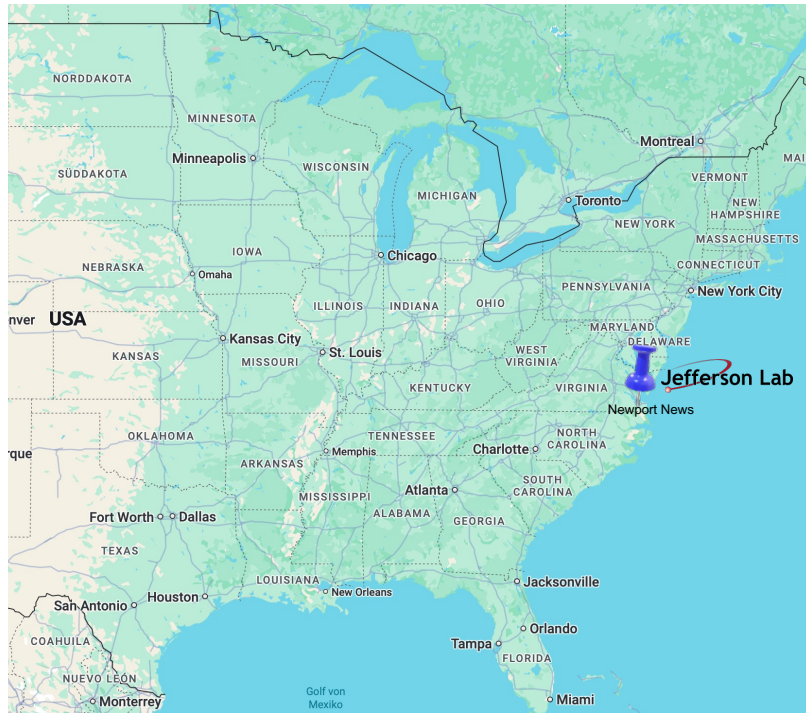 NORDDAKOTA
MINNESOTA
Montreal
Minneapolis
WISCONSIN
MAI
SÜDDAKOTA
VERMONT
MICHIGAN
Toronto
NEW
HAMPSHIRE
NEW YORK
MASSACHUSETTS
IOWA
Chicago
NEBRASKA
Omaha
CONNECTICUT
PENNSYLVANIA
New York City
ILLINOIS
INDIANA
OHIO
nver
USA
MARYLAND
Kansas City
DELAWARE
KANSAS
MISSOURI
St. Louis
WEST
VIRGINIA
Jefferson Lab
KENTUCKY
VIRGINIA
Newport News
OKLAHOMA
TENNESSEE
NORTH
CAROLINA
rque
Memphis
Charlotte
ARKANSAS
SOUTH
CAROLINA
MISSISSIPPI
Atlanta
ALABAMA
Fort Worth
Dallas
GEORGIA
TEXAS
LOUISIANA
Jacksonville
San Antonio
Houston
New Orleans
Orlando
COAHUILA
Tampa
FLORIDA
NUEVO LEÓN
Golf von
Mexiko
Monterrey
Miami